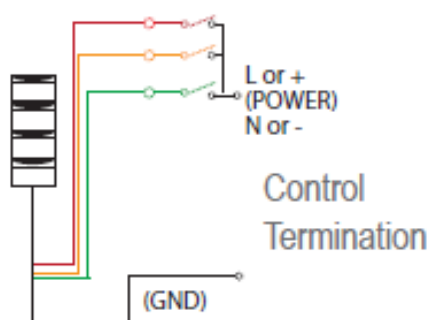 L or +
(POWER)
N or -
Control
Termination
(GND)